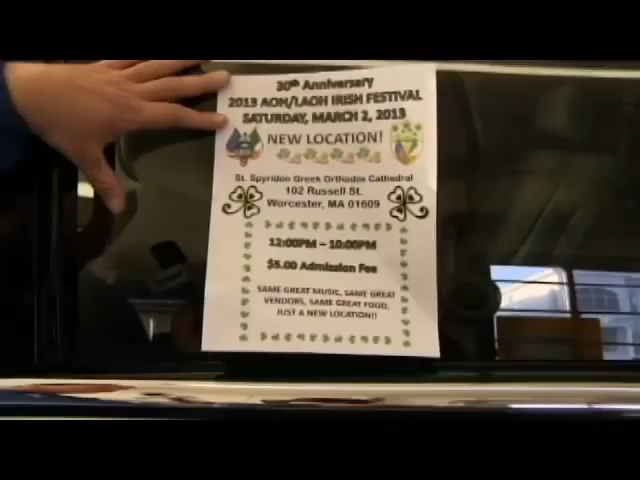 30th Anniversary
2013 AOH/LAOH IRISH FESTIVAL
SATURDAY, MARCH 2, 2013
NEW LOCATION!
St. Spyridon Greek Orthodox Cathedral
102 Russell St.
Worcester, MA 01609
12:00PM – 10:00PM
$5.00 Admission Fee
SAME GREAT MUSIC, SAME GREAT
VENDORS, SAME GREAT FOOD,
JUST A NEW LOCATION!!